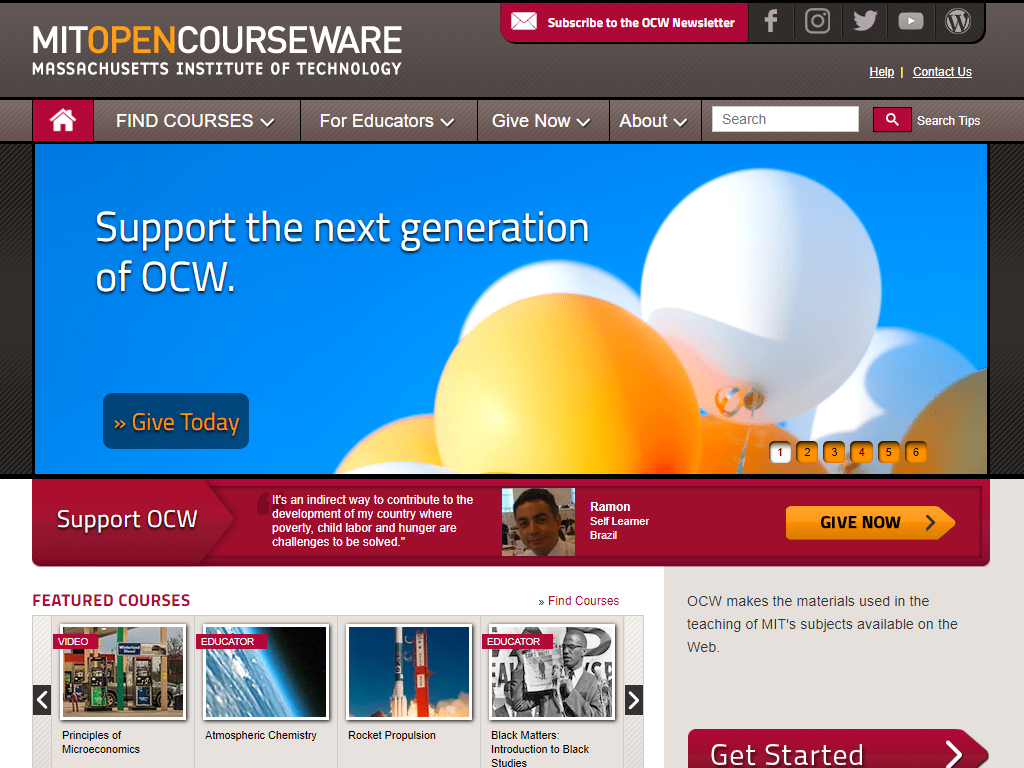 Subscribe to the OCW Newsletter
MITOPENCOURSEWARE
MASSACHUSETTS INSTITUTE OF TECHNOLOGY
Help | Contact Us
FIND COURSES
For Educators
Give Now
About
Search
Search Tips
Support the next generation
of OCW.
» Give Today
1 2 3 4 5 6
Support OCW
It's an indirect way to contribute to the
development of my country where
poverty, child labor and hunger are
challenges to be solved."
Ramon
Self Learner
Brazil
GIVE NOW
FEATURED COURSES
» Find Courses
VIDEO
EDUCATOR
EDUCATOR
Principles of
Microeconomics
Atmospheric Chemistry
Rocket Propulsion
Black Matters:
Introduction to Black
Studies
OCW makes the materials used in the
teaching of MIT's subjects available on the
Web.
Get Started